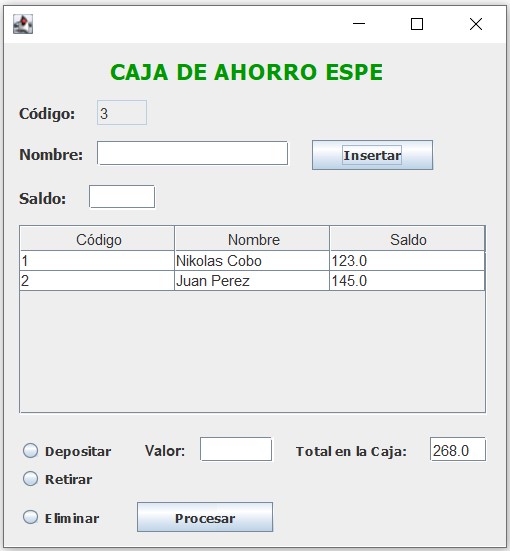 CAJA DE AHORRO ESPE
Código: 3
Nombre: Insertar
Saldo:
Código Nombre Saldo
1 Nikolas Cobo 123.0
2 Juan Perez 145.0
Depositar Valor: Total en la Caja: 268.0
Retirar
Eliminar Procesar